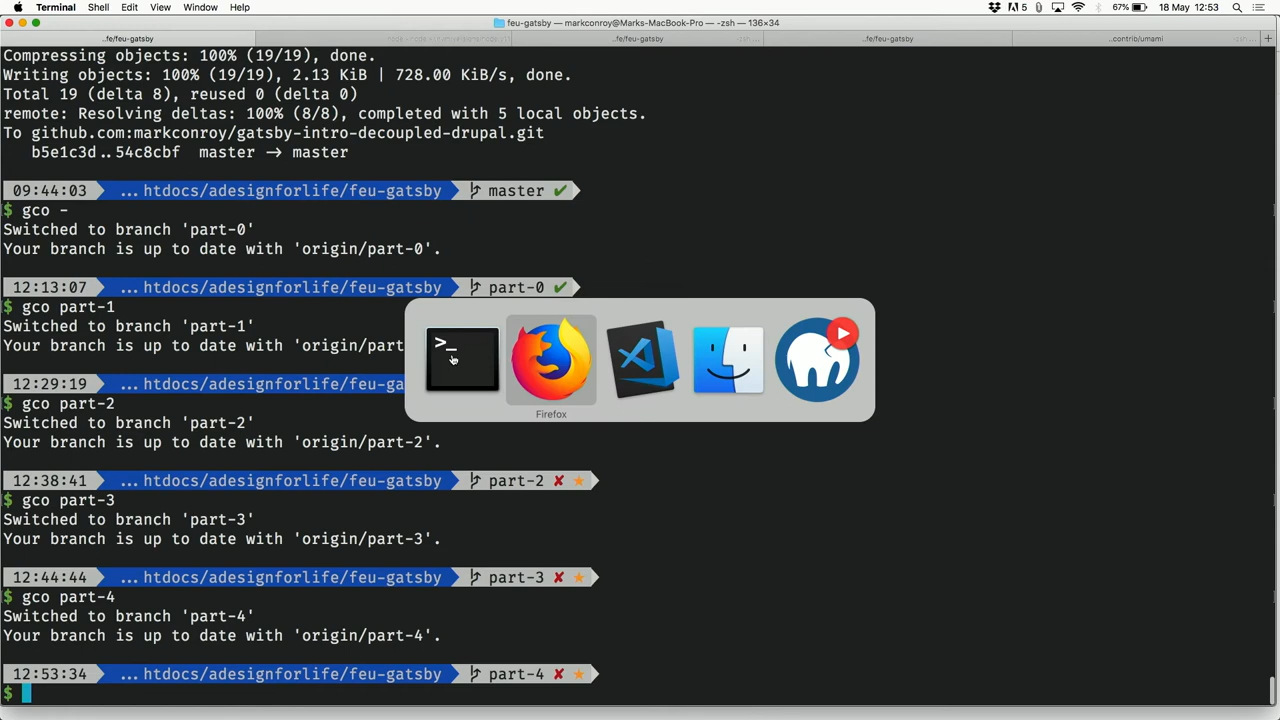 Terminal Shell Edit View Window Help 5 67% 18 May 12:53
feu-gatsby — markconroy@Marks-MacBook-Pro — -zsh — 136×34
..fe/feu-gatsby ..fe/feu-gatsby -zsh ..fe/feu-gatsby ..contrib/umami -zsh +
Compressing objects: 100% (19/19), done.
Writing objects: 100% (19/19), 2.13 KiB | 728.00 KiB/s, done.
Total 19 (delta 8), reused 0 (delta 0)
remote: Resolving deltas: 100% (8/8), completed with 5 local objects.
To github.com:markconroy/gatsby-intro-decoupled-drupal.git
b5e1c3d..54c8cbf master -> master
09:44:03 ... htdocs/adesignforlife/feu-gatsby master ✔
$ gco -
Switched to branch 'part-0'
Your branch is up to date with 'origin/part-0'.
12:13:07 ... htdocs/adesignforlife/feu-gatsby part-0 ✔
$ gco part-1
Switched to branch 'part-1'
Your branch is up to date with 'origin/part
12:29:19 ... htdocs/adesignforlife/feu-ga
$ gco part-2
Switched to branch 'part-2'
Your branch is up to date with 'origin/part-2'.
12:38:41 ... htdocs/adesignforlife/feu-gatsby part-2 ✘ ★
$ gco part-3
Switched to branch 'part-3'
Your branch is up to date with 'origin/part-3'.
12:44:44 ... htdocs/adesignforlife/feu-gatsby part-3 ✘ ★
$ gco part-4
Switched to branch 'part-4'
Your branch is up to date with 'origin/part-4'.
12:53:34 ... htdocs/adesignforlife/feu-gatsby part-4 ✘ ★
$
>_
Firefox